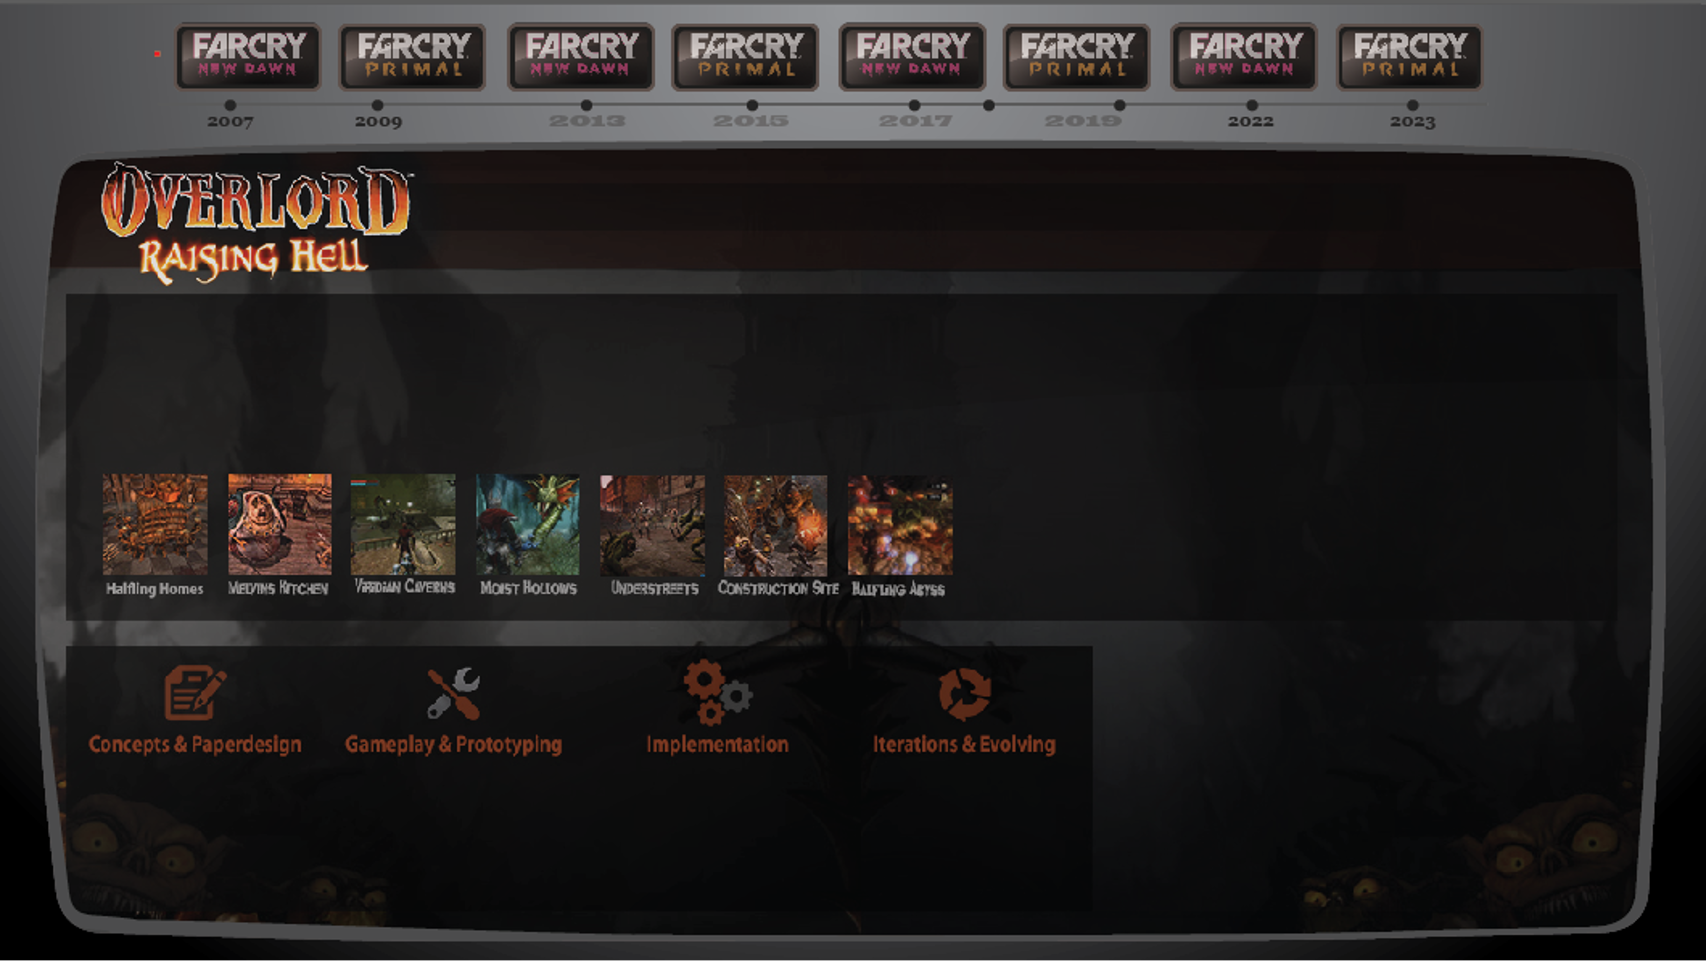 FARCRY
NEW DAWN
FARCRY
PRIMAL
FARCRY
NEW DAWN
FARCRY
PRIMAL
FARCRY
NEW DAWN
FARCRY
PRIMAL
FARCRY
NEW DAWN
FARCRY
PRIMAL
2007 2009 2013 2015 2017 2019 2022 2023
OVERLORD
RAISING HELL
Halfling Homes
MELVINS KITCHEN
VIRIDIAN CAVERNS
MOIST HOLLOWS
UNDERSTREETS
CONSTRUCTION SITE
HALFLING ABYSS
Concepts & Paperdesign
Gameplay & Prototyping
Implementation
Iterations & Evolving